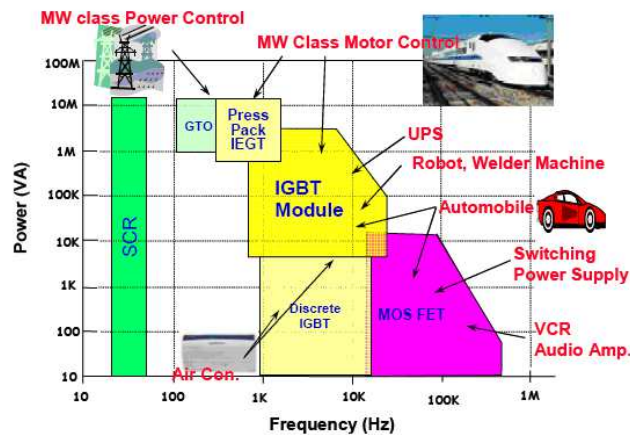 MW class Power Control
MW Class Motor Control
100M
10M
1M
100K
10K
1K
100
10
Power (VA)
SCR
GTO
Press
Pack
IEGT
IGBT
Module
Discrete
IGBT
MOS FET
UPS
Robot, Welder Machine
Automobile
Switching
Power Supply
VCR
Audio Amp.
Air Con.
10
100
1K
10K
100K
1M
Frequency (Hz)